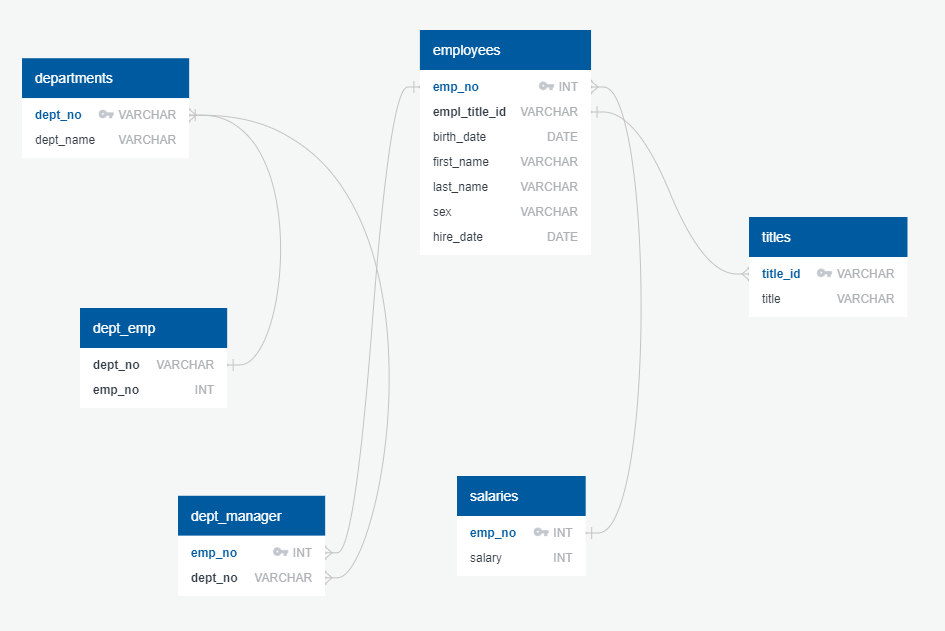 departments
dept_no VARCHAR
dept_name VARCHAR
employees
emp_no INT
empl_title_id VARCHAR
birth_date DATE
first_name VARCHAR
last_name VARCHAR
sex VARCHAR
hire_date DATE
titles
title_id VARCHAR
title VARCHAR
dept_emp
dept_no VARCHAR
emp_no INT
dept_manager
emp_no INT
dept_no VARCHAR
salaries
emp_no INT
salary INT